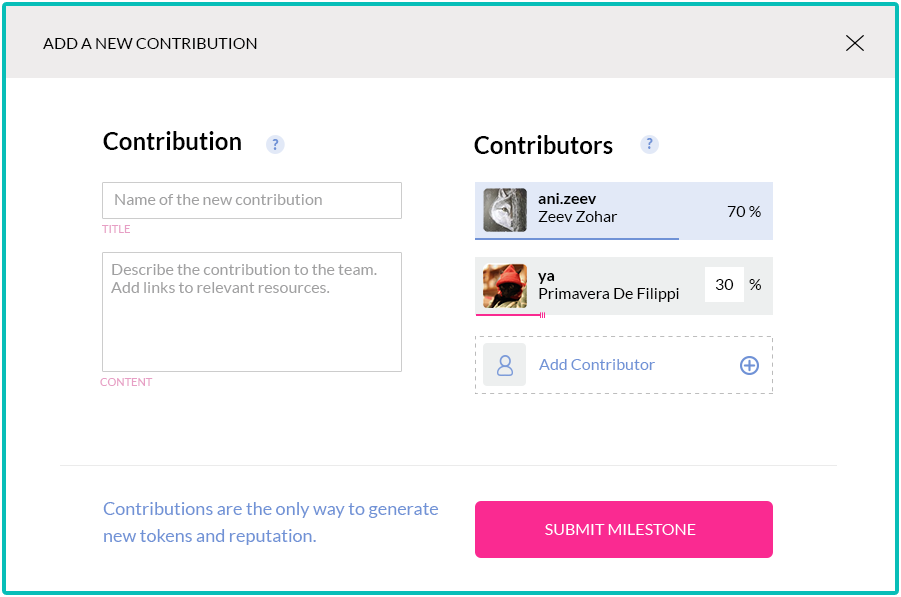 ADD A NEW CONTRIBUTION
Contribution ?
Name of the new contribution
TITLE
Describe the contribution to the team.
Add links to relevant resources.
CONTENT
Contributors ?
ani.zeev
Zeev Zohar
70 %
ya
Primavera De Filippi
30 %
Add Contributor
Contributions are the only way to generate
new tokens and reputation.
SUBMIT MILESTONE